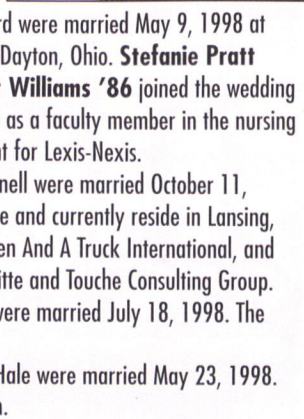 rd were married May 9, 1998 at
Dayton, Ohio. Stefanie Pratt
Williams '86 joined the wedding
as a faculty member in the nursing
t for Lexis-Nexis.
nell were married October 11,
e and currently reside in Lansing,
en And A Truck International, and
itte and Touche Consulting Group.
were married July 18, 1998. The
Hale were married May 23, 1998.